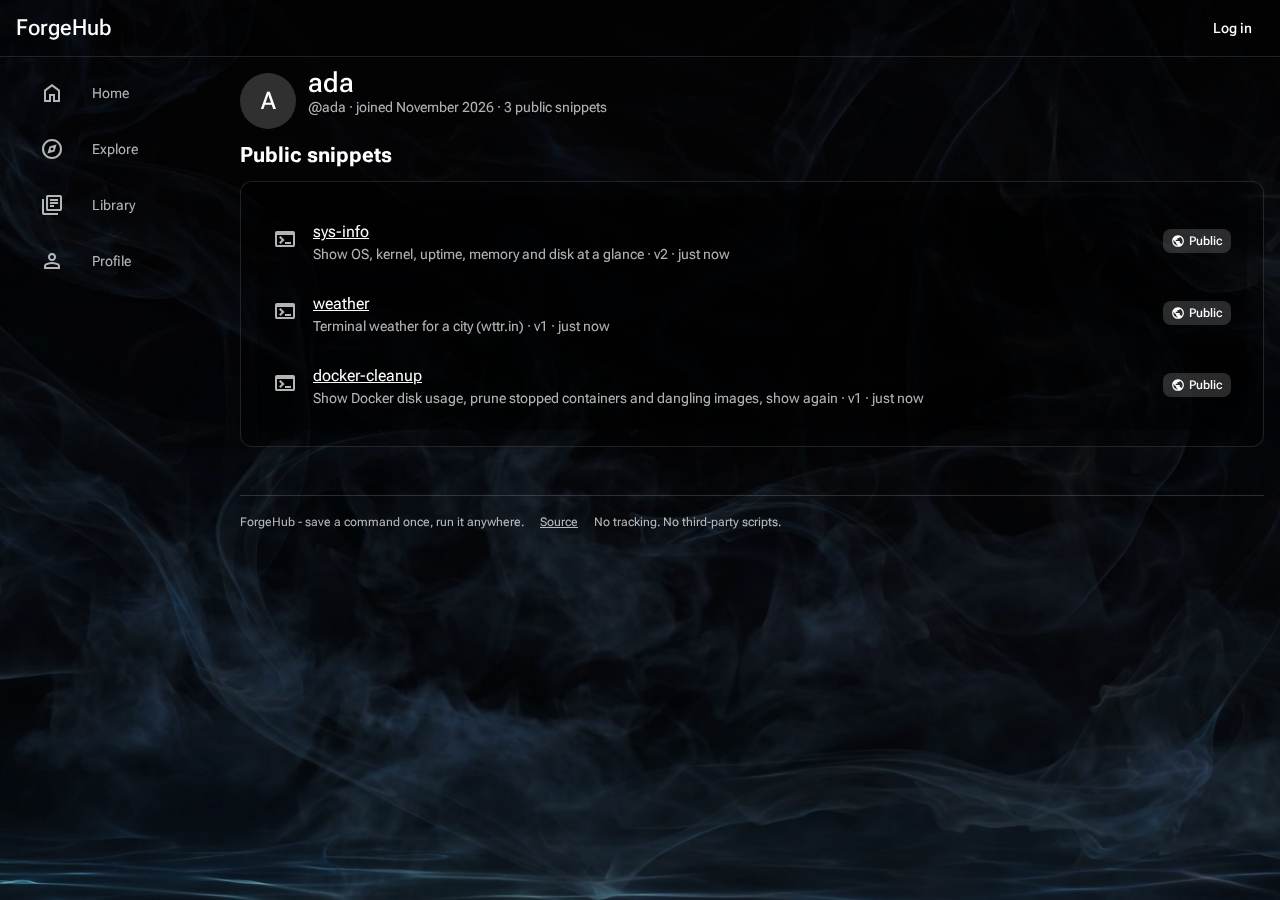 ForgeHub
Log in
Home
Explore
Library
Profile
A
ada
@ada · joined November 2026 · 3 public snippets
Public snippets
sys-info
Show OS, kernel, uptime, memory and disk at a glance · v2 · just now
Public
weather
Terminal weather for a city (wttr.in) · v1 · just now
Public
docker-cleanup
Show Docker disk usage, prune stopped containers and dangling images, show again · v1 · just now
Public
ForgeHub - save a command once, run it anywhere. Source No tracking. No third-party scripts.